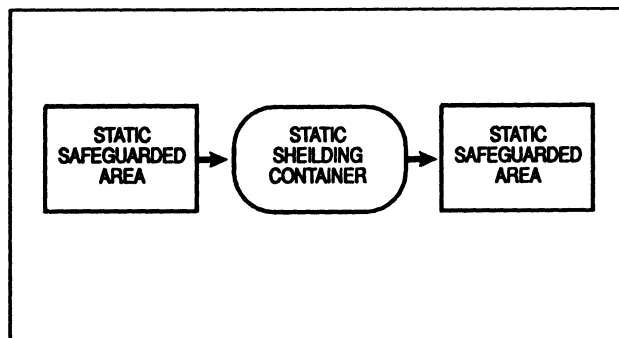 STATIC
SAFEGUARDED
AREA
STATIC
SHEILDING
CONTAINER
STATIC
SAFEGUARDED
AREA